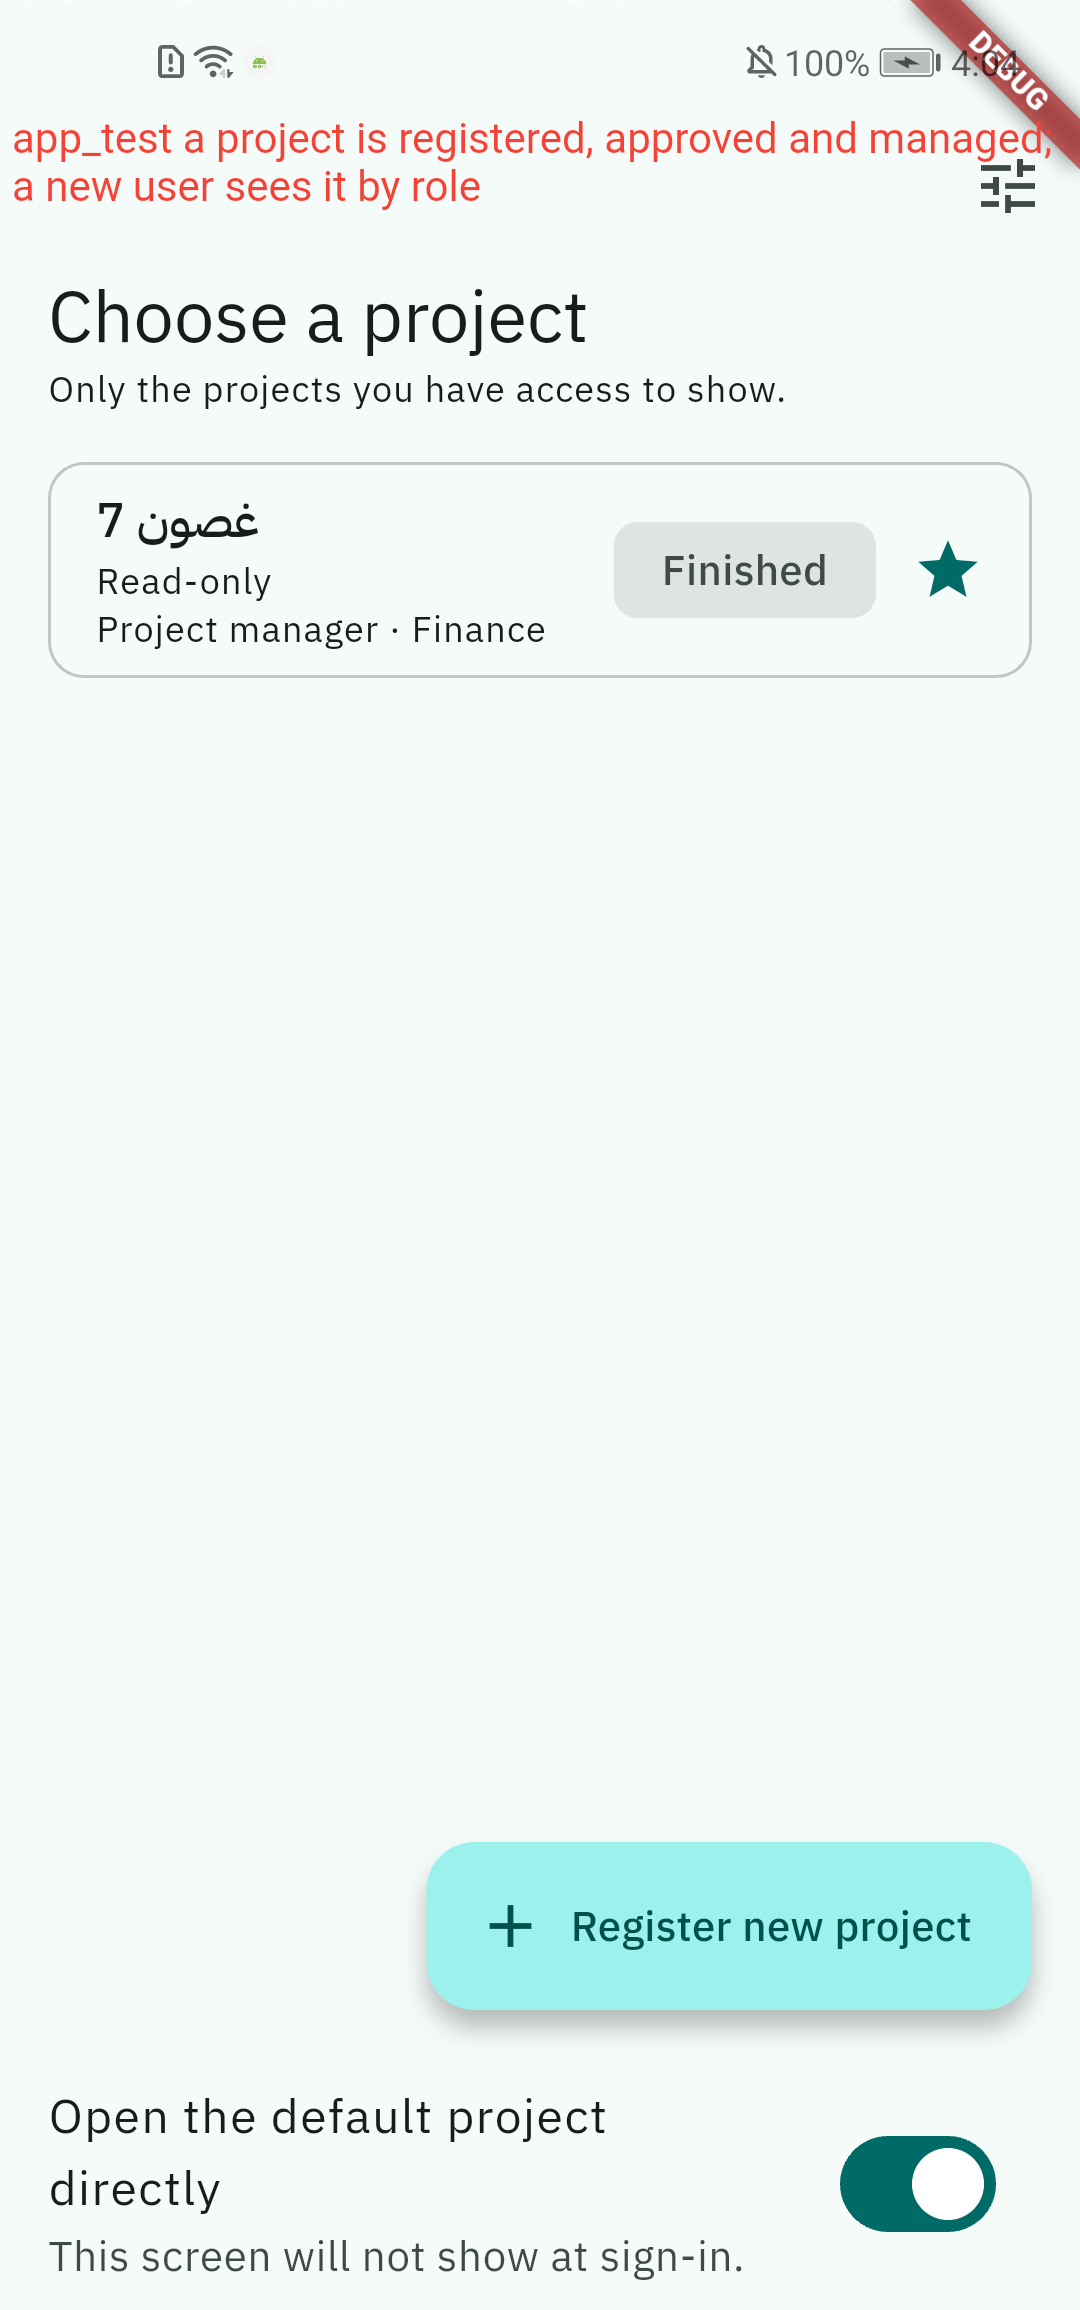 100% 4:04
DEBUG
app_test a project is registered, approved and managed;
a new user sees it by role
Choose a project
Only the projects you have access to show.
غصون 7
Read-only
Project manager · Finance
Finished
Register new project
Open the default project
directly
This screen will not show at sign-in.